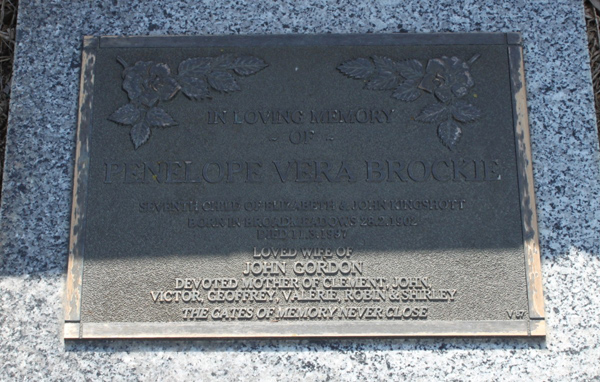 IN LOVING MEMORY
~ OF ~
PENELOPE VERA BROCKIE
SEVENTH CHILD OF ELIZABETH & JOHN KINGSHOTT
BORN IN BROADMEADOWS 28.2.1902
DIED 11.3.1967
LOVED WIFE OF
JOHN GORDON
DEVOTED MOTHER OF CLEMENT, JOHN,
VICTOR, GEOFFREY, VALERIE, ROBIN & SHIRLEY
THE GATES OF MEMORY NEVER CLOSE